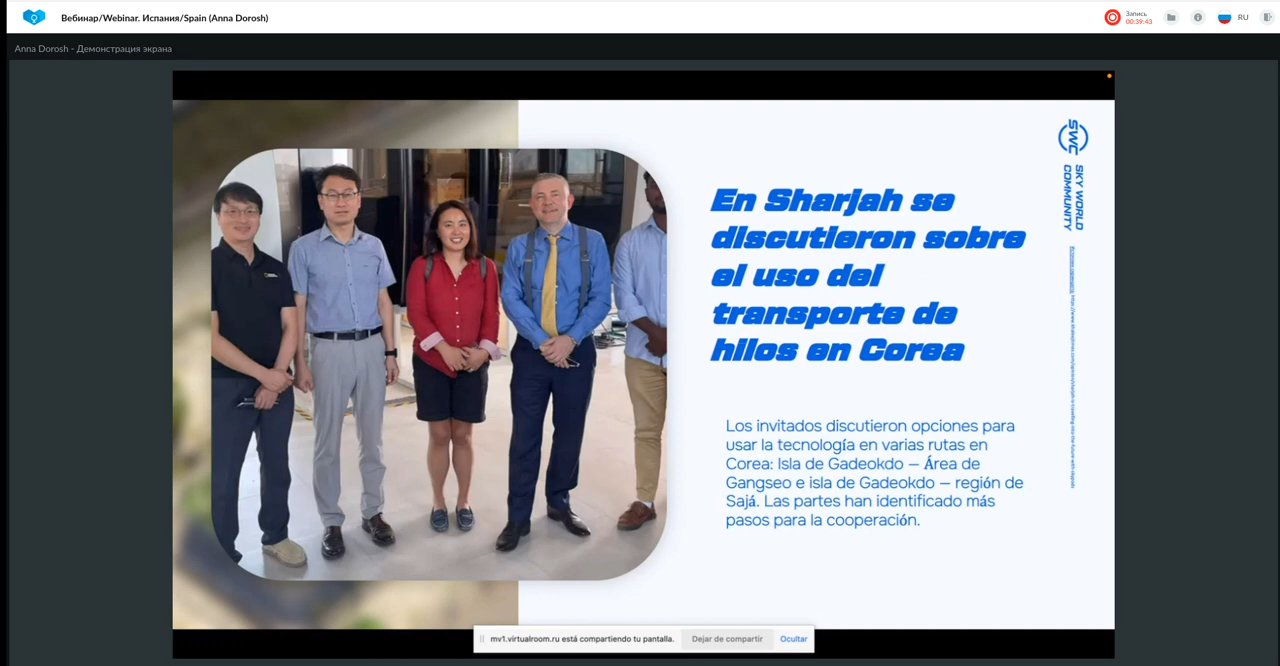 Вебинар/Webinar. Испания/Spain (Anna Dorosh)
Запись
00:39:43
RU
Anna Dorosh - Демонстрация экрана
SWC
SKY WORLD
COMMUNITY
En Sharjah se
discutieron sobre
el uso del
transporte de
hilos en Corea
Los invitados discutieron opciones para
usar la tecnología en varias rutas en
Corea: Isla de Gadeokdo – Área de
Gangseo e isla de Gadeokdo – región de
Sajá. Las partes han identificado más
pasos para la cooperación.
mv1.virtualroom.ru está compartiendo tu pantalla.
Dejar de compartir
Ocultar